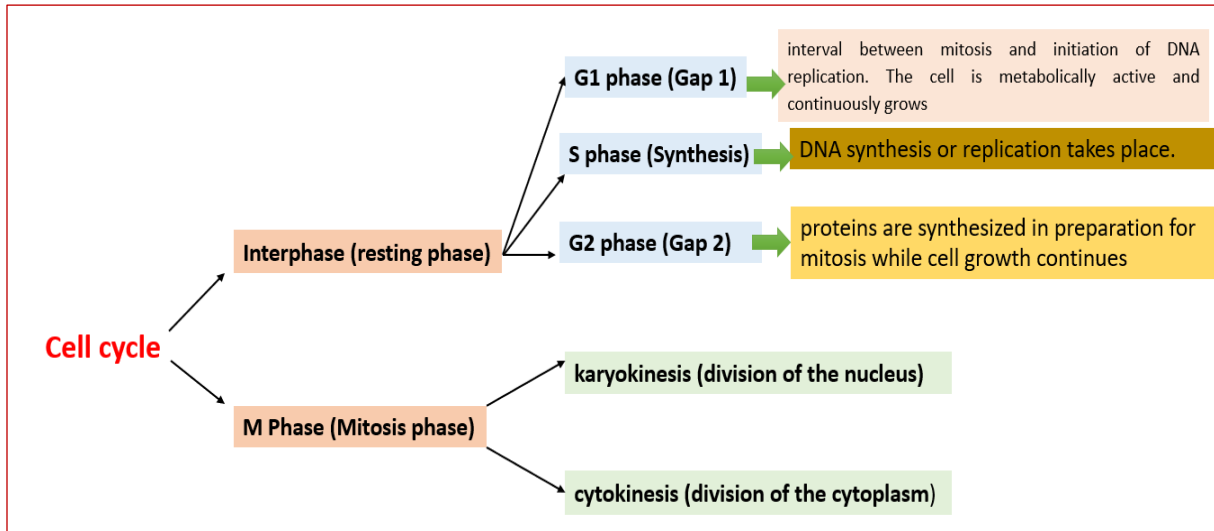 G1 phase (Gap 1)
interval between mitosis and initiation of DNA
replication. The cell is metabolically active and
continuously grows
S phase (Synthesis)
DNA synthesis or replication takes place.
Interphase (resting phase)
G2 phase (Gap 2)
proteins are synthesized in preparation for
mitosis while cell growth continues
Cell cycle
karyokinesis (division of the nucleus)
M Phase (Mitosis phase)
cytokinesis (division of the cytoplasm)